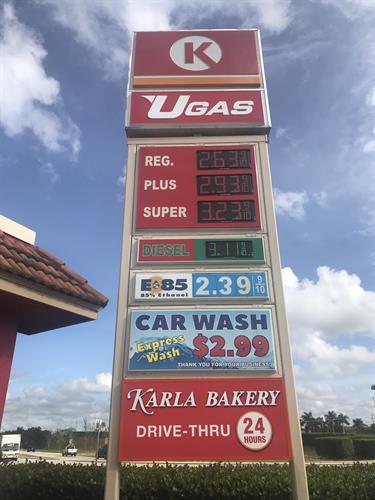 K
UGAS
REG. 2.63 9/10
PLUS 2.93 9/10
SUPER 3.23 9/10
DIESEL 3.11 9/10
E85 2.39 9/10
85% Ethanol
CAR WASH
Express Wash $2.99
THANK YOU FOR YOUR BUSINESS!
KARLA BAKERY
DRIVE-THRU 24 HOURS